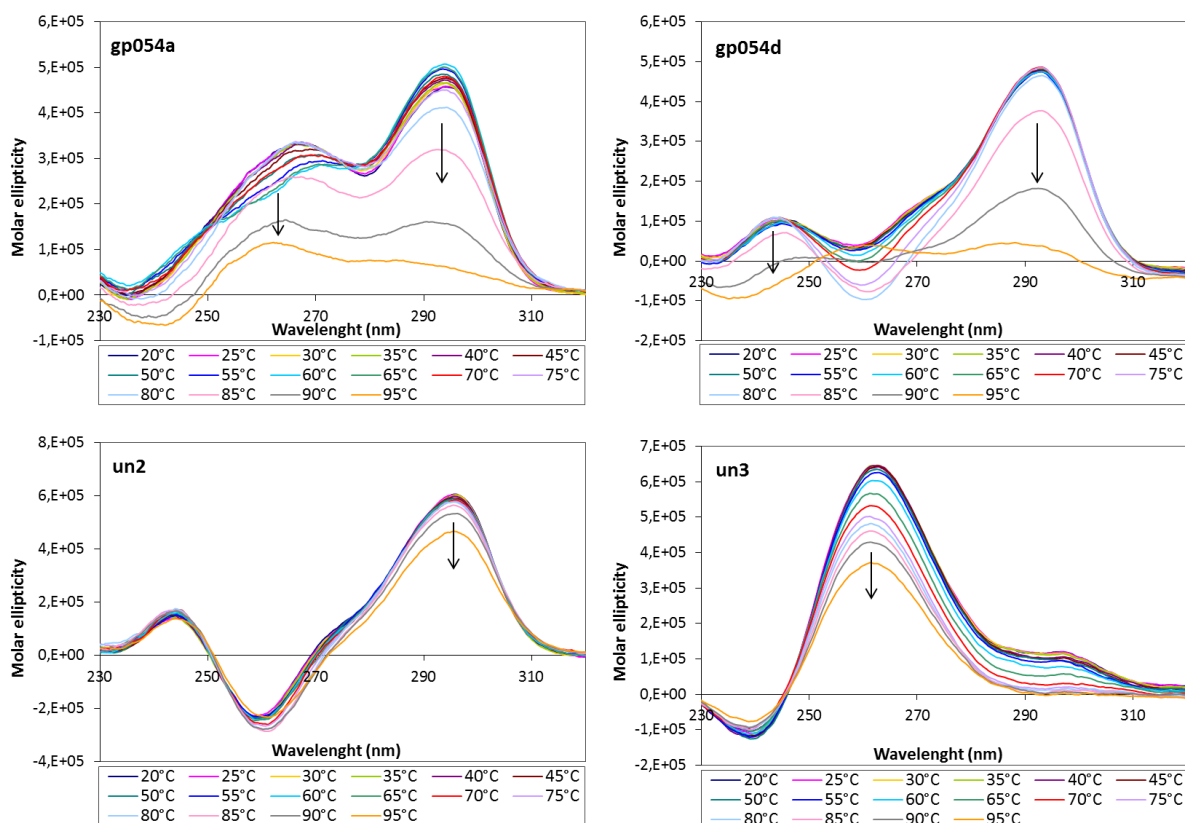 gp054a
Molar ellipticity
6,E+05
5,E+05
4,E+05
3,E+05
2,E+05
1,E+05
0,E+00
-1,E+05
230 250 270 290 310
Wavelenght (nm)
20°C 25°C 30°C 35°C 40°C 45°C
50°C 55°C 60°C 65°C 70°C 75°C
80°C 85°C 90°C 95°C
gp054d
Molar ellipticity
6,E+05
5,E+05
4,E+05
3,E+05
2,E+05
1,E+05
0,E+00
-1,E+05
-2,E+05
230 250 270 290 310
Wavelenght (nm)
20°C 25°C 30°C 35°C 40°C 45°C
50°C 55°C 60°C 65°C 70°C 75°C
80°C 85°C 90°C 95°C
un2
Molar ellipticity
8,E+05
6,E+05
4,E+05
2,E+05
0,E+00
-2,E+05
-4,E+05
230 250 270 290 310
Wavelenght (nm)
20°C 25°C 30°C 35°C 40°C 45°C
50°C 55°C 60°C 65°C 70°C 75°C
80°C 85°C 90°C 95°C
un3
Molar ellipticity
7,E+05
6,E+05
5,E+05
4,E+05
3,E+05
2,E+05
1,E+05
0,E+00
-1,E+05
-2,E+05
230 250 270 290 310
Wavelenght (nm)
20°C 25°C 30°C 35°C 40°C 45°C
50°C 55°C 60°C 65°C 70°C 75°C
80°C 85°C 90°C 95°C